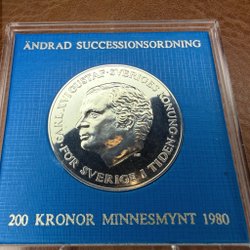 ÄNDRAD SUCCESSIONSORDNING
CARL XVI GUSTAF·SVERIGES KONUNG
·FÖR SVERIGE I TIDEN·
200 KRONOR MINNESMYNT 1980